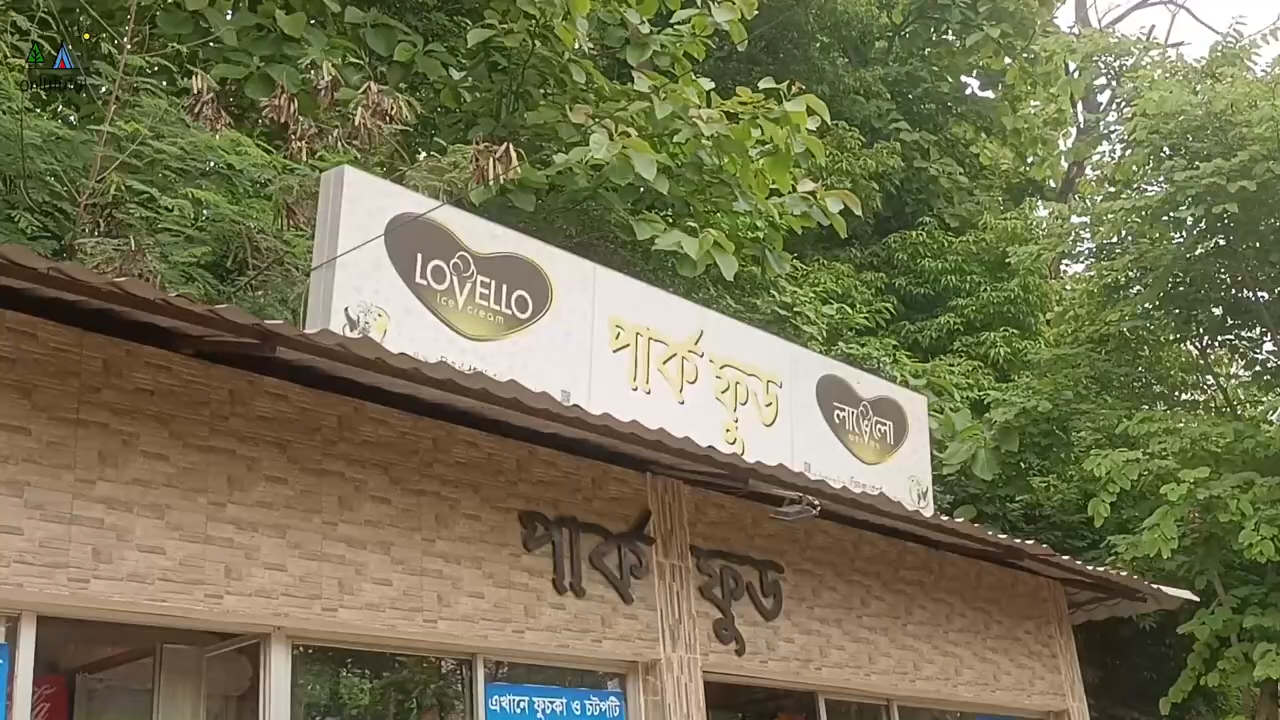 LOVELLO
ice cream
পার্ক ফুড
লাভেলো
পার্ক ফুড
এখানে ফুচকা ও চটপটি